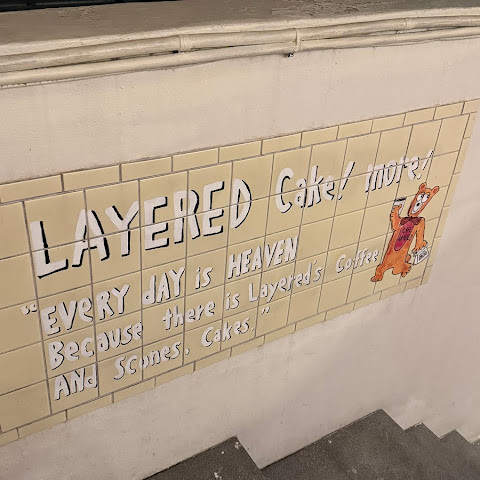 LAYERED Cake! more!
"EVERY dAY is HEAVEN
Because there is Layered's Coffee
ANd Scones. Cakes."